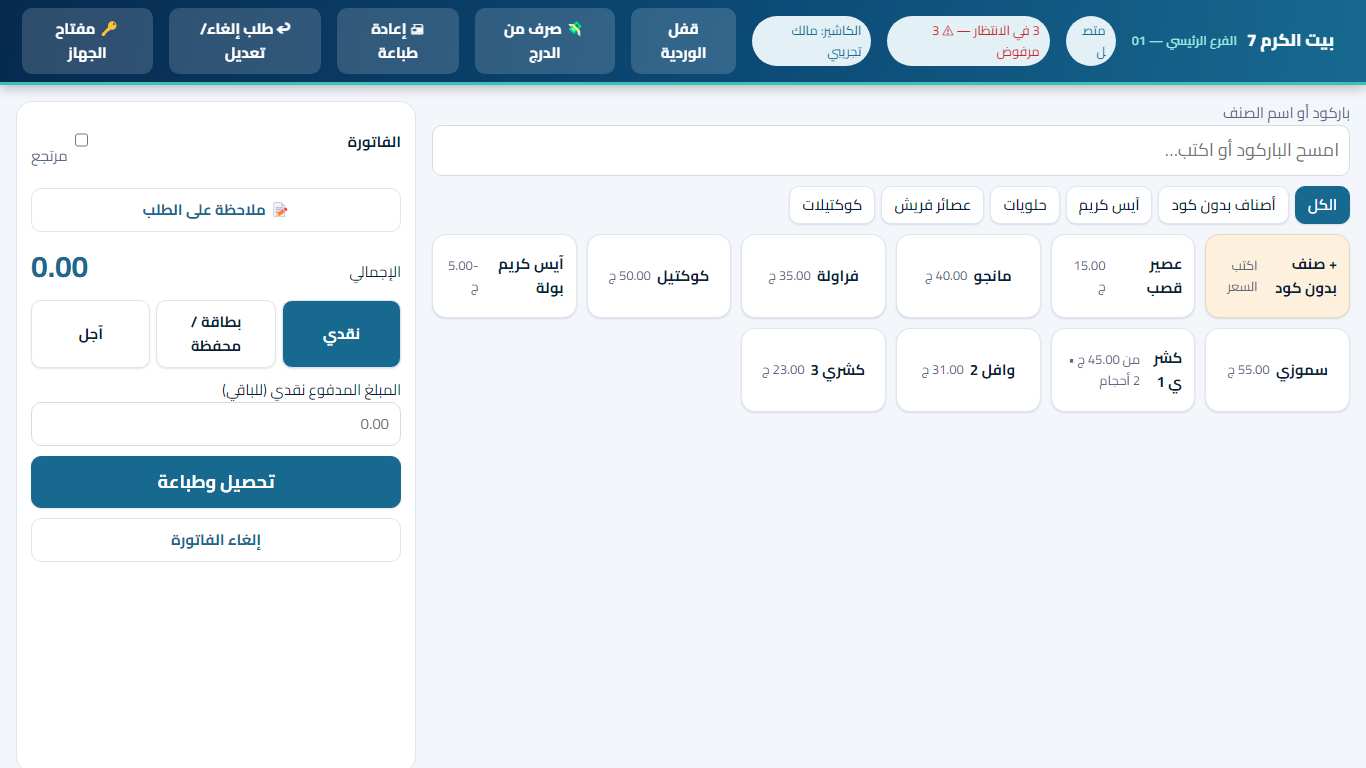 بيت الكرم 7
الفرع الرئيسي — 01
متص
ل
3 في الانتظار — ⚠ 3
مرفوض
الكاشير: مالك
تجريبي
قفل
الوردية
💸 صرف من
الدرج
🖨 إعادة
طباعة
↩ طلب إلغاء/
تعديل
🔑 مفتاح
الجهاز
باركود أو اسم الصنف
امسح الباركود أو اكتب...
الكل
أصناف بدون كود
آيس كريم
حلويات
عصائر فريش
كوكتيلات
+ صنف
بدون كود
اكتب
السعر
عصير
قصب
15.00
ج
مانجو 40.00 ج
فراولة 35.00 ج
كوكتيل 50.00 ج
آيس كريم
بولة
-5.00
ج
سموزي 55.00 ج
كشر
ي 1
من 45.00 ج •
2 أحجام
وافل 2 31.00 ج
كشري 3 23.00 ج
الفاتورة
مرتجع
📝 ملاحظة على الطلب
الإجمالي
0.00
نقدي
بطاقة /
محفظة
آجل
المبلغ المدفوع نقدي (للباقي)
0.00
تحصيل وطباعة
إلغاء الفاتورة